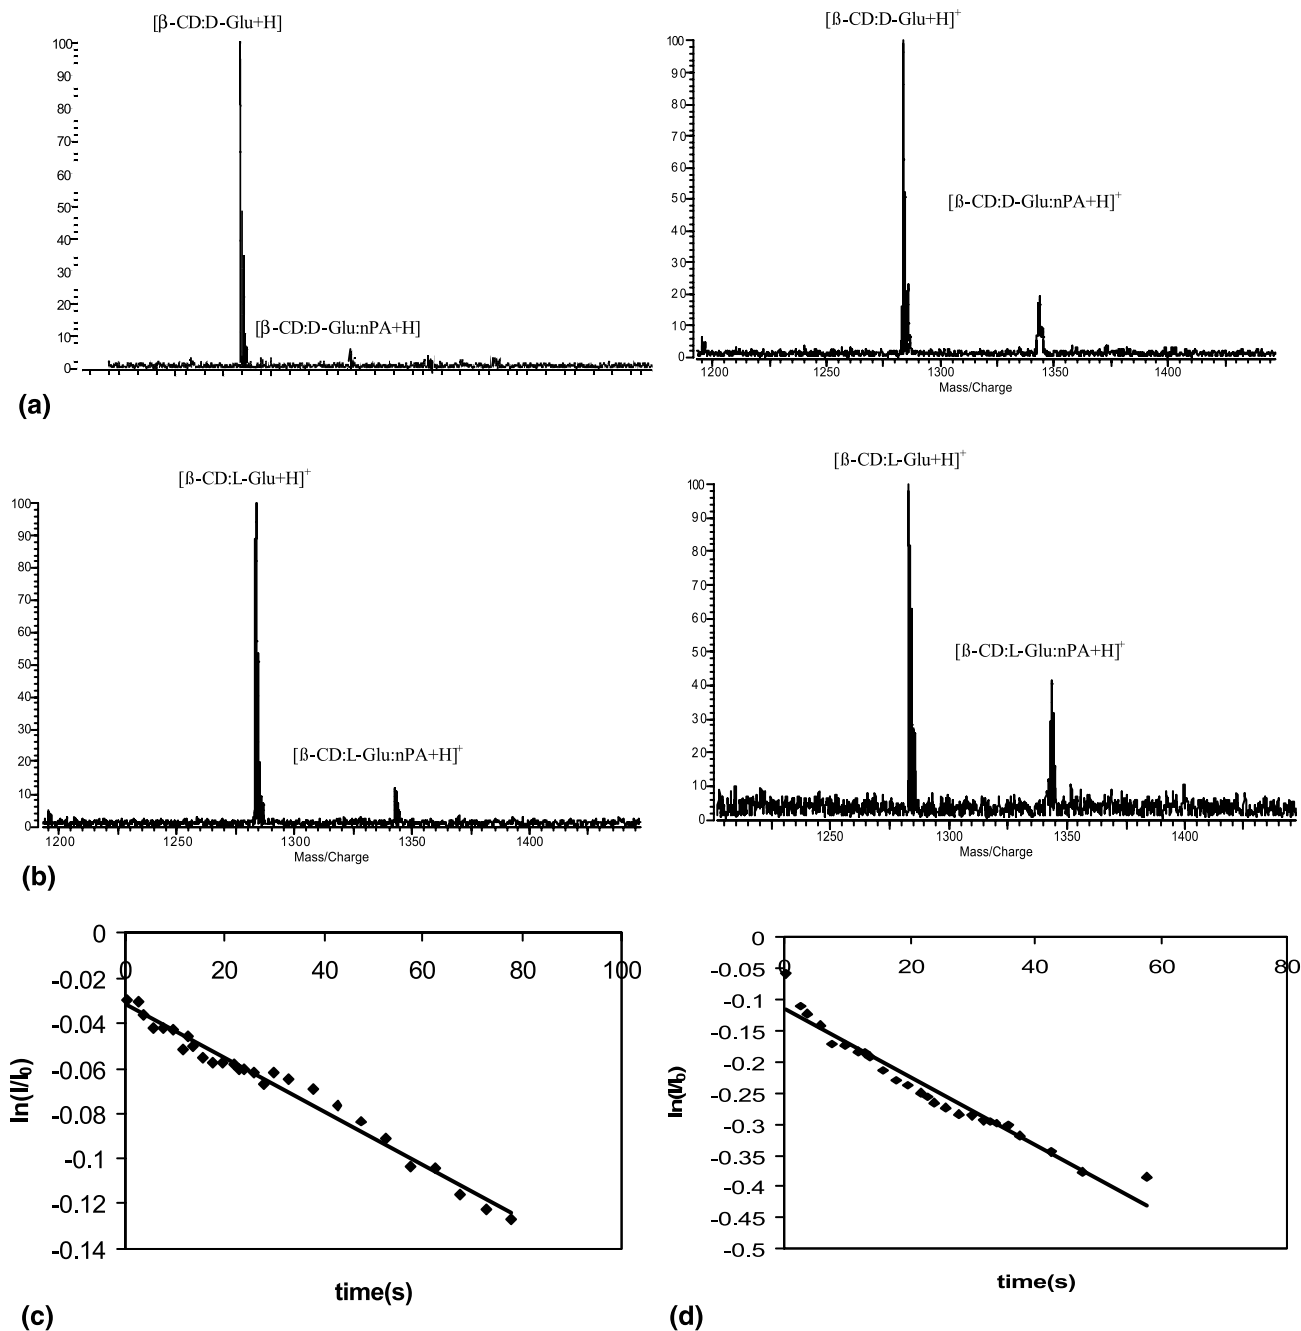 [β-CD:D-Glu+H]
100
90
80
70
60
50
40
30
20
10
0
[β-CD:D-Glu:nPA+H]
(a)
[ß-CD:D-Glu+H]+
100
90
80
70
60
50
40
30
20
10
0
[ß-CD:D-Glu:nPA+H]+
1200 1250 1300 1350 1400
Mass/Charge
[ß-CD:L-Glu+H]+
100
90
80
70
60
50
40
30
20
10
0
[ß-CD:L-Glu:nPA+H]+
1200 1250 1300 1350 1400
Mass/Charge
(b)
[ß-CD:L-Glu+H]+
100
90
80
70
60
50
40
30
20
10
0
[ß-CD:L-Glu:nPA+H]+
1250 1300 1350 1400
Mass/Charge
0
-0.02
-0.04
-0.06
-0.08
-0.1
-0.12
-0.14
0 20 40 60 80 100
ln(I/I0)
time(s)
(c)
0
-0.05
-0.1
-0.15
-0.2
-0.25
-0.3
-0.35
-0.4
-0.45
-0.5
0 20 40 60 80
ln(I/I0)
time(s)
(d)